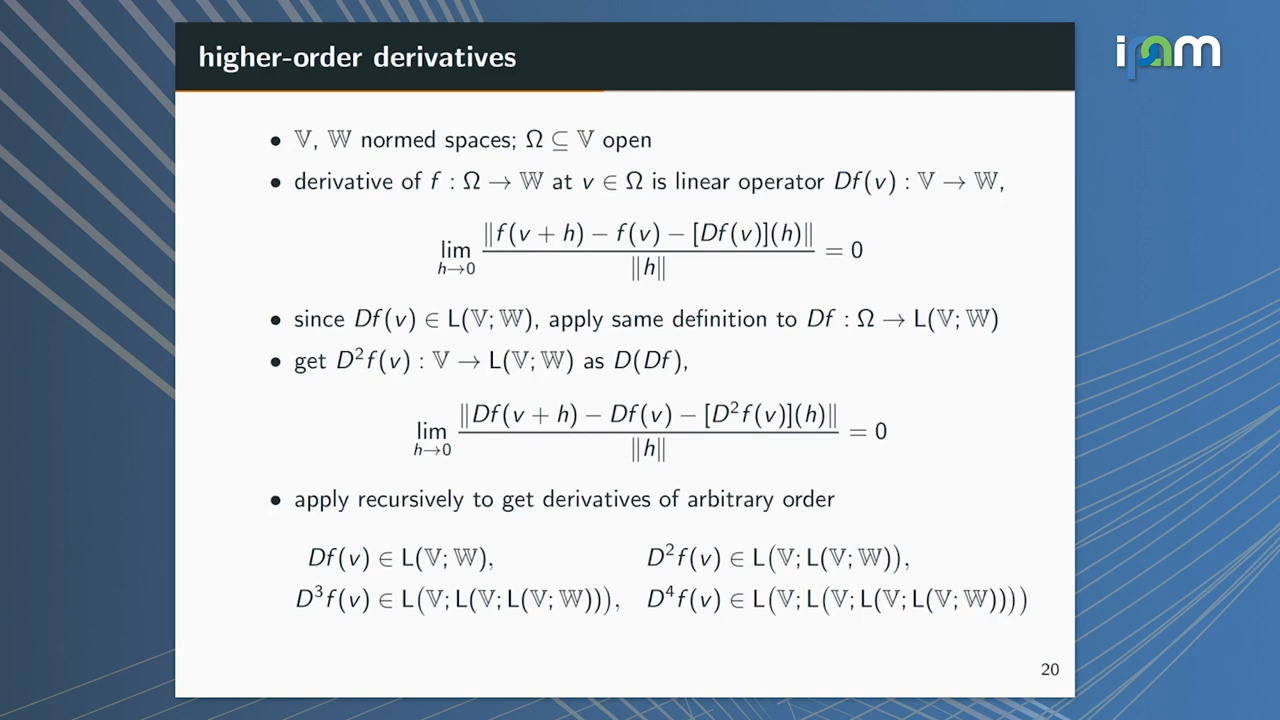 higher-order derivatives
ipam
• 𝕍, 𝕎 normed spaces; Ω ⊆ 𝕍 open
• derivative of f : Ω → 𝕎 at v ∈ Ω is linear operator Df(v) : 𝕍 → 𝕎,
lim_{h→0} ‖f(v + h) − f(v) − [Df(v)](h)‖ / ‖h‖ = 0
• since Df(v) ∈ L(𝕍; 𝕎), apply same definition to Df : Ω → L(𝕍; 𝕎)
• get D²f(v) : 𝕍 → L(𝕍; 𝕎) as D(Df),
lim_{h→0} ‖Df(v + h) − Df(v) − [D²f(v)](h)‖ / ‖h‖ = 0
• apply recursively to get derivatives of arbitrary order
Df(v) ∈ L(𝕍; 𝕎), D²f(v) ∈ L(𝕍; L(𝕍; 𝕎)),
D³f(v) ∈ L(𝕍; L(𝕍; L(𝕍; 𝕎))), D⁴f(v) ∈ L(𝕍; L(𝕍; L(𝕍; L(𝕍; 𝕎))))
20